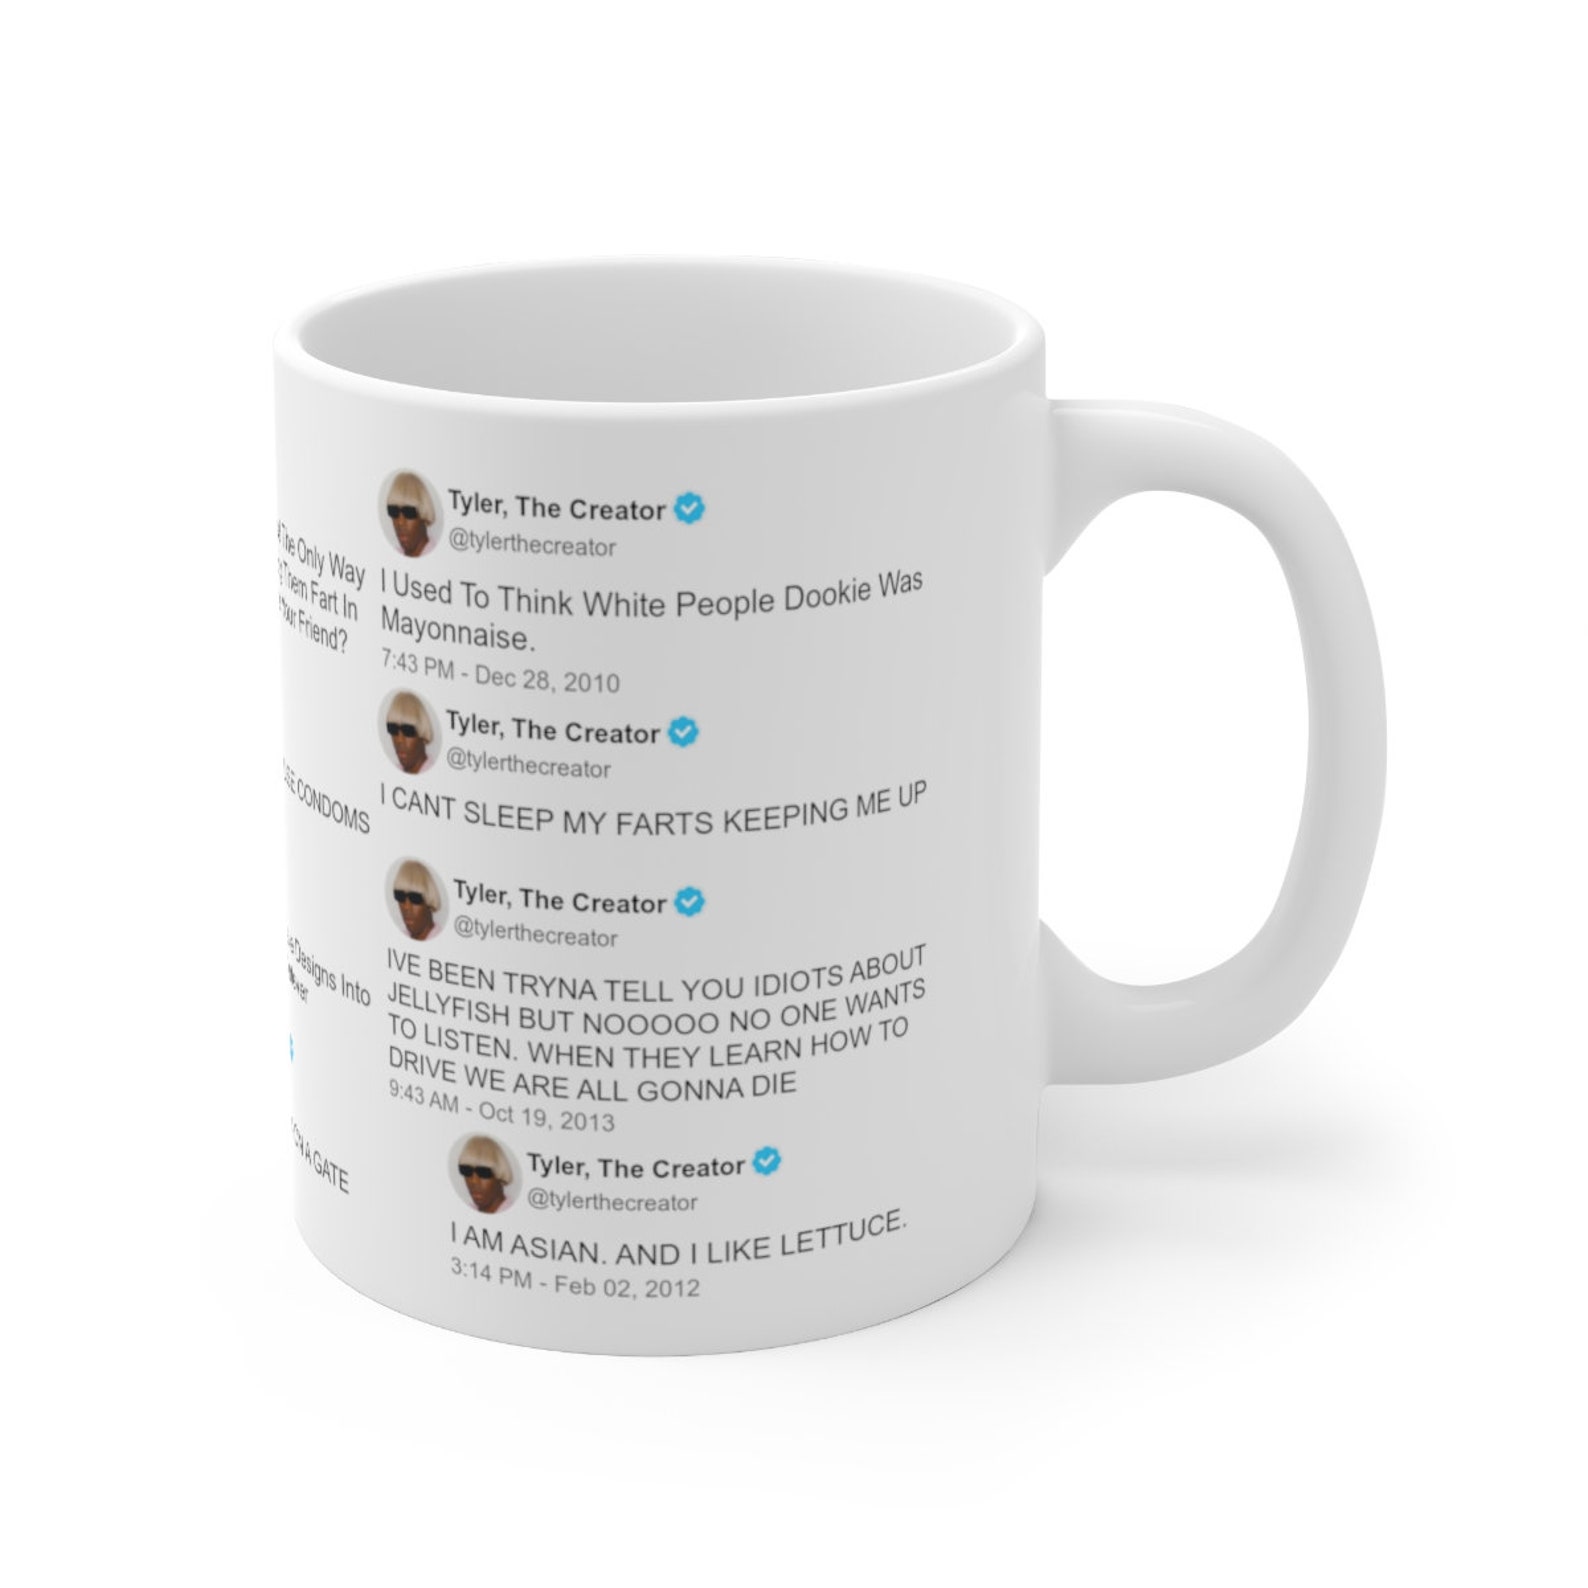 The Only Way
Them Fart In
Your Friend?
CONDOMS
Designs Into
ON A GATE
Tyler, The Creator
@tylerthecreator
I Used To Think White People Dookie Was
Mayonnaise.
7:43 PM - Dec 28, 2010
Tyler, The Creator
@tylerthecreator
I CANT SLEEP MY FARTS KEEPING ME UP
Tyler, The Creator
@tylerthecreator
IVE BEEN TRYNA TELL YOU IDIOTS ABOUT
JELLYFISH BUT NOOOOO NO ONE WANTS
TO LISTEN. WHEN THEY LEARN HOW TO
DRIVE WE ARE ALL GONNA DIE
9:43 AM - Oct 19, 2013
Tyler, The Creator
@tylerthecreator
I AM ASIAN. AND I LIKE LETTUCE.
3:14 PM - Feb 02, 2012